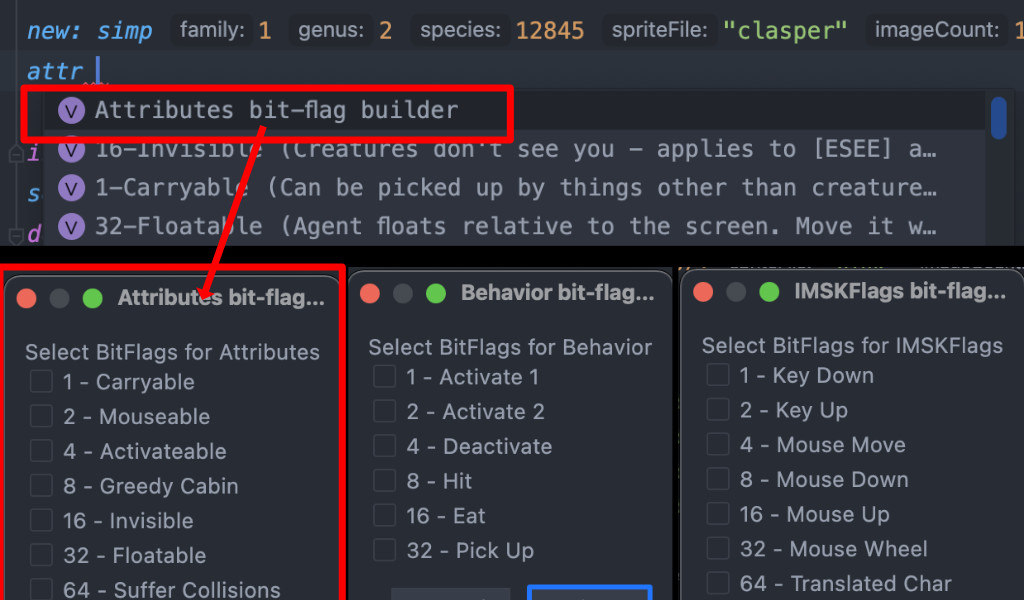 new: simp family: 1 genus: 2 species: 12845 spriteFile: "clasper" imageCount: 1
attr
V Attributes bit-flag builder
V 16-Invisible (Creatures don't see you - applies to [ESEE] a…
V 1-Carryable (Can be picked up by things other than creature…
V 32-Floatable (Agent floats relative to the screen. Move it w…
Attributes bit-flag...
Select BitFlags for Attributes
1 - Carryable
2 - Mouseable
4 - Activateable
8 - Greedy Cabin
16 - Invisible
32 - Floatable
64 - Suffer Collisions
Behavior bit-flag...
Select BitFlags for Behavior
1 - Activate 1
2 - Activate 2
4 - Deactivate
8 - Hit
16 - Eat
32 - Pick Up
IMSKFlags bit-flag...
Select BitFlags for IMSKFlags
1 - Key Down
2 - Key Up
4 - Mouse Move
8 - Mouse Down
16 - Mouse Up
32 - Mouse Wheel
64 - Translated Char